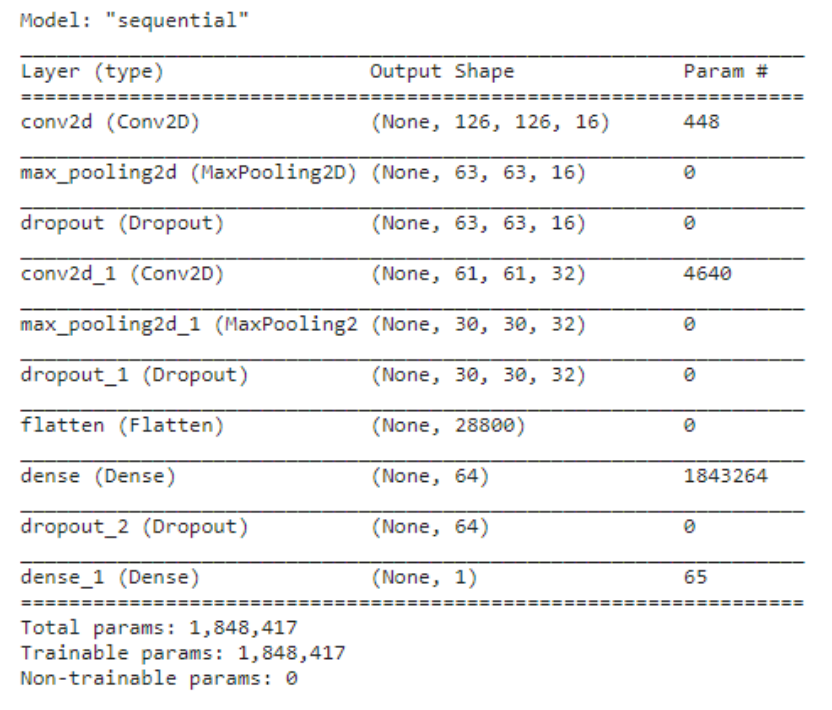 Model: "sequential"
Layer (type) Output Shape Param #
conv2d (Conv2D) (None, 126, 126, 16) 448
max_pooling2d (MaxPooling2D) (None, 63, 63, 16) 0
dropout (Dropout) (None, 63, 63, 16) 0
conv2d_1 (Conv2D) (None, 61, 61, 32) 4640
max_pooling2d_1 (MaxPooling2 (None, 30, 30, 32) 0
dropout_1 (Dropout) (None, 30, 30, 32) 0
flatten (Flatten) (None, 28800) 0
dense (Dense) (None, 64) 1843264
dropout_2 (Dropout) (None, 64) 0
dense_1 (Dense) (None, 1) 65
Total params: 1,848,417
Trainable params: 1,848,417
Non-trainable params: 0